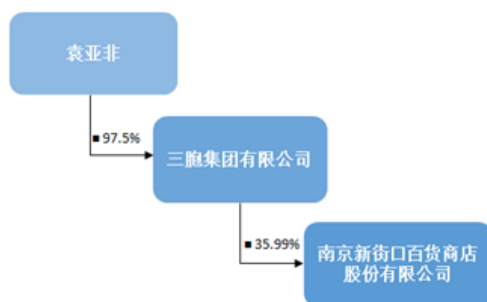 袁亚非
■ 97.5%
三胞集团有限公司
■ 35.99%
南京新街口百货商店
股份有限公司